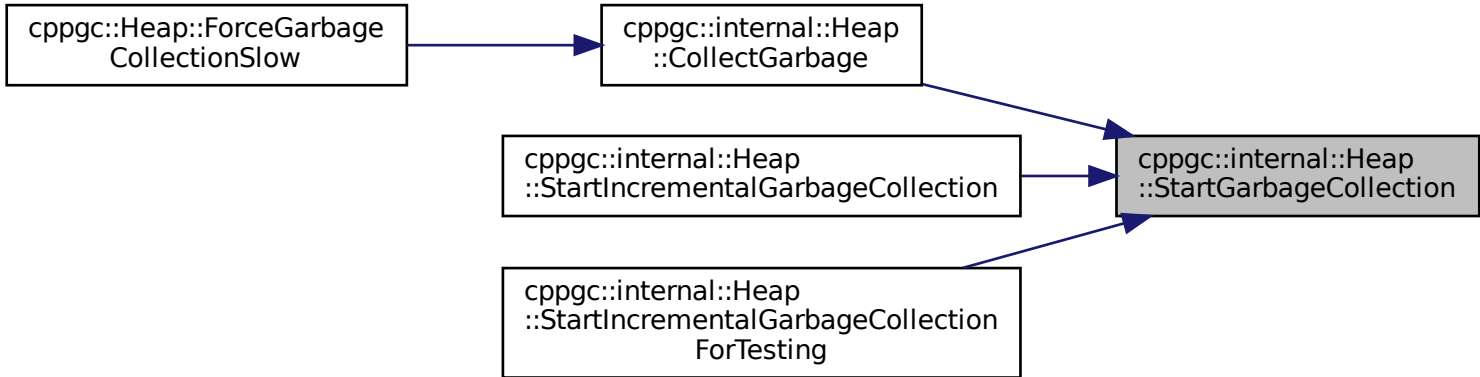 cppgc::Heap::ForceGarbage
CollectionSlow
cppgc::internal::Heap
::CollectGarbage
cppgc::internal::Heap
::StartIncrementalGarbageCollection
cppgc::internal::Heap
::StartIncrementalGarbageCollection
ForTesting
cppgc::internal::Heap
::StartGarbageCollection